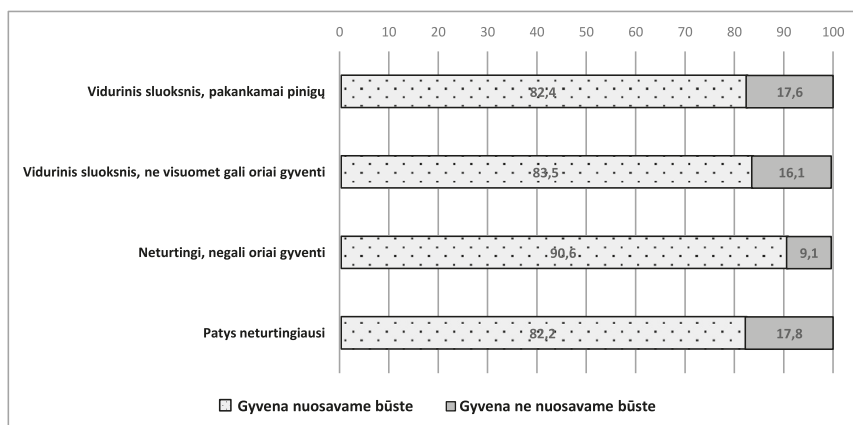 0 10 20 30 40 50 60 70 80 90 100
Vidurinis sluoksnis, pakankamai pinigų 82,4 17,6
Vidurinis sluoksnis, ne visuomet gali oriai gyventi 83,5 16,1
Neturtingi, negali oriai gyventi 90,6 9,1
Patys neturtingiausi 82,2 17,8
Gyvena nuosavame būste Gyvena ne nuosavame būste